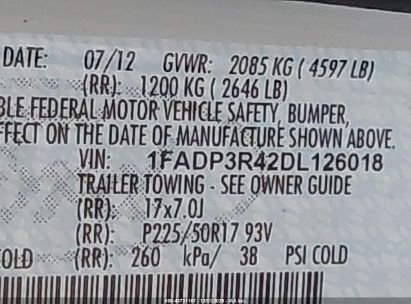 DATE: 07/12 GVWR: 2085 KG ( 4597 LB)
(RR): 1200 KG ( 2646 LB)
BLE FEDERAL MOTOR VEHICLE SAFETY, BUMPER,
FFECT ON THE DATE OF MANUFACTURE SHOWN ABOVE.
VIN: 1FADP3R42DL126018
TRAILER TOWING - SEE OWNER GUIDE
(RR): 17x7.0J
(RR): P225/50R17 93V
COLD (RR): 260 kPa/ 38 PSI COLD